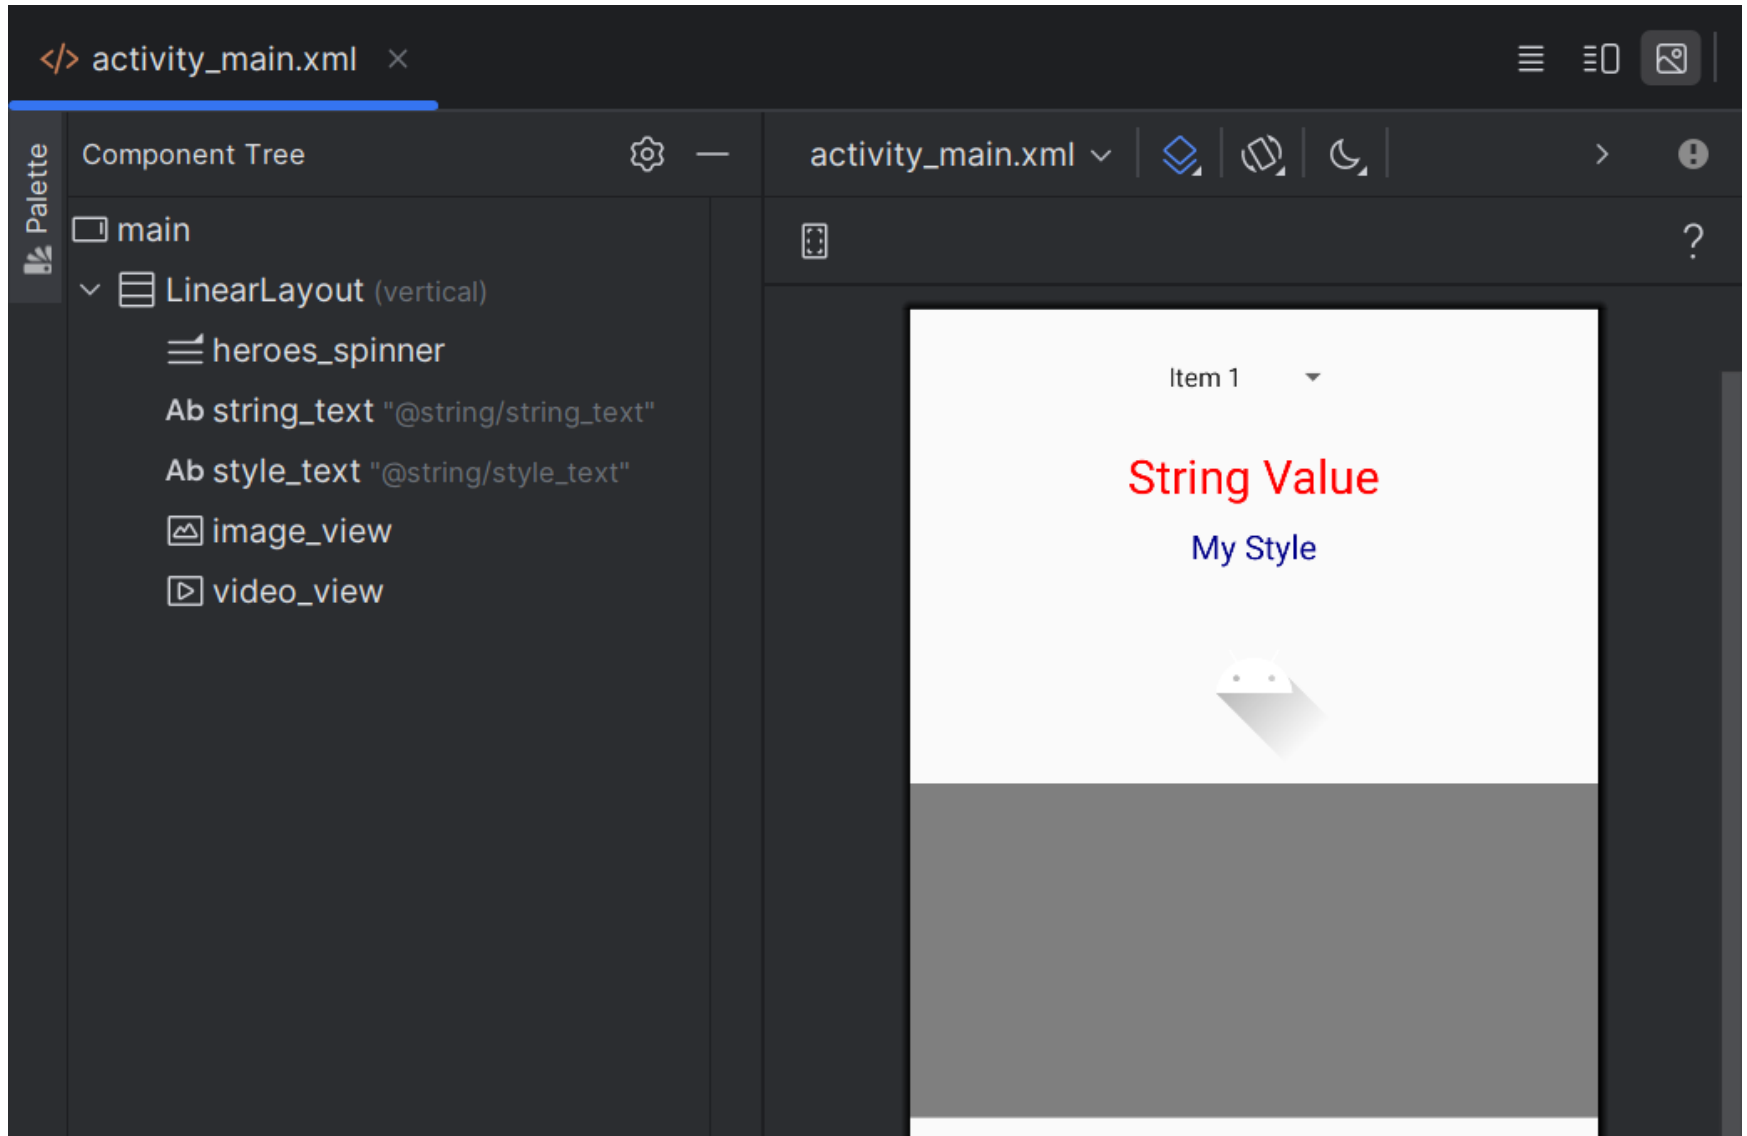 </> activity_main.xml
Palette
Component Tree
activity_main.xml
main
LinearLayout (vertical)
heroes_spinner
Ab string_text "@string/string_text"
Ab style_text "@string/style_text"
image_view
video_view
?
Item 1
String Value
My Style